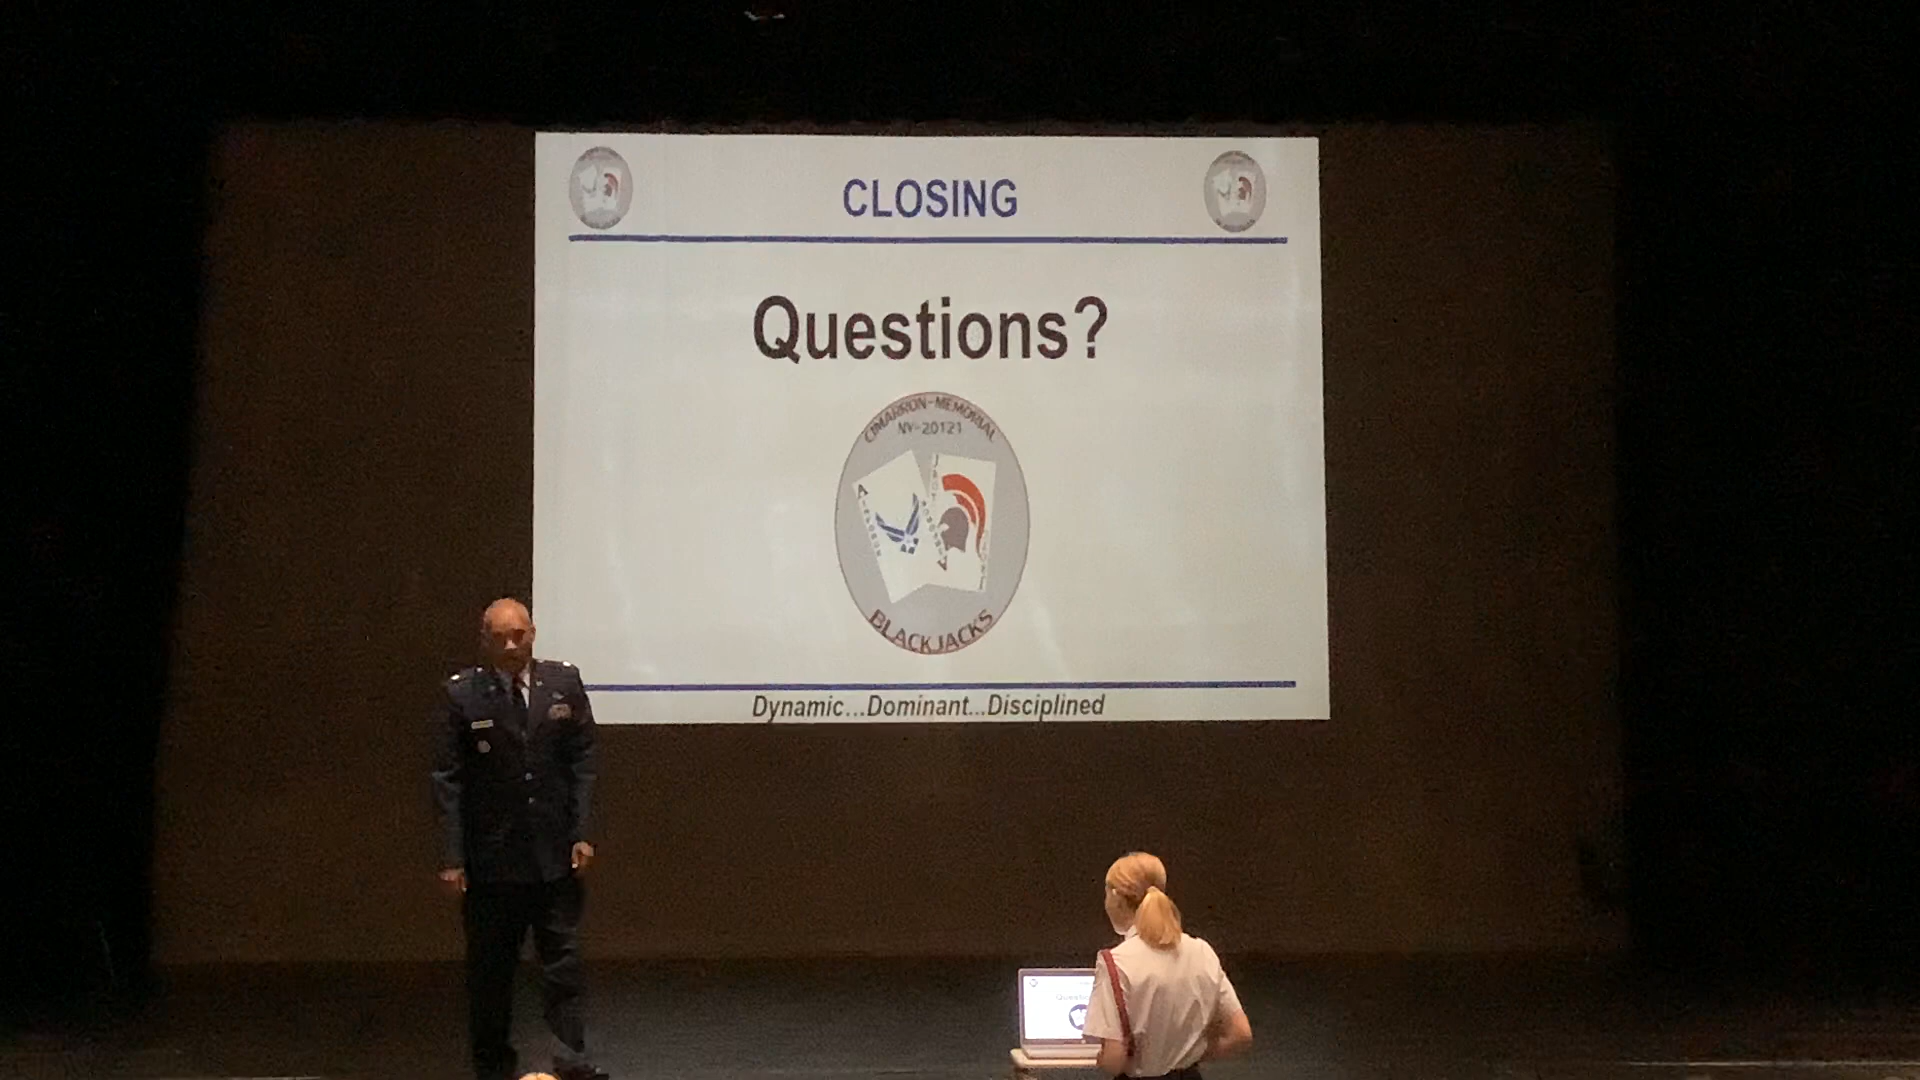 CLOSING
Questions?
CIMARRON-MEMORIAL
NV-20121
BLACKJACKS
Dynamic...Dominant...Disciplined